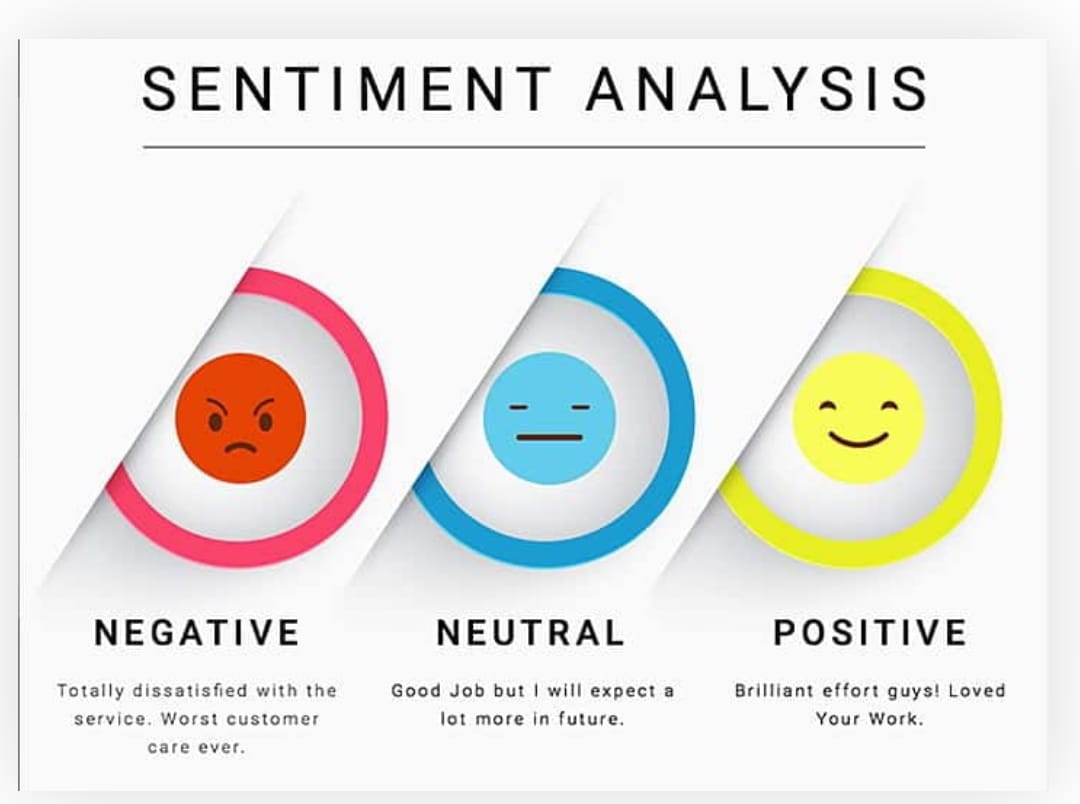 SENTIMENT ANALYSIS
NEGATIVE
Totally dissatisfied with the
service. Worst customer
care ever.
NEUTRAL
Good Job but I will expect a
lot more in future.
POSITIVE
Brilliant effort guys! Loved
Your Work.